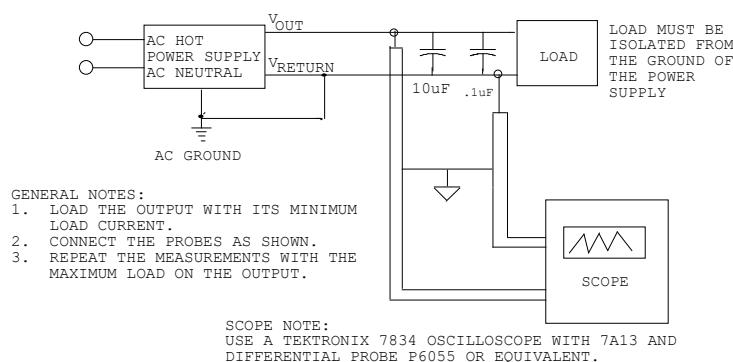 V_OUT
AC HOT
POWER SUPPLY
AC NEUTRAL
V_RETURN
10uF
.1uF
LOAD
LOAD MUST BE
ISOLATED FROM
THE GROUND OF
THE POWER
SUPPLY
AC GROUND
GENERAL NOTES:
1. LOAD THE OUTPUT WITH ITS MINIMUM
LOAD CURRENT.
2. CONNECT THE PROBES AS SHOWN.
3. REPEAT THE MEASUREMENTS WITH THE
MAXIMUM LOAD ON THE OUTPUT.
SCOPE
SCOPE NOTE:
USE A TEKTRONIX 7834 OSCILLOSCOPE WITH 7A13 AND
DIFFERENTIAL PROBE P6055 OR EQUIVALENT.